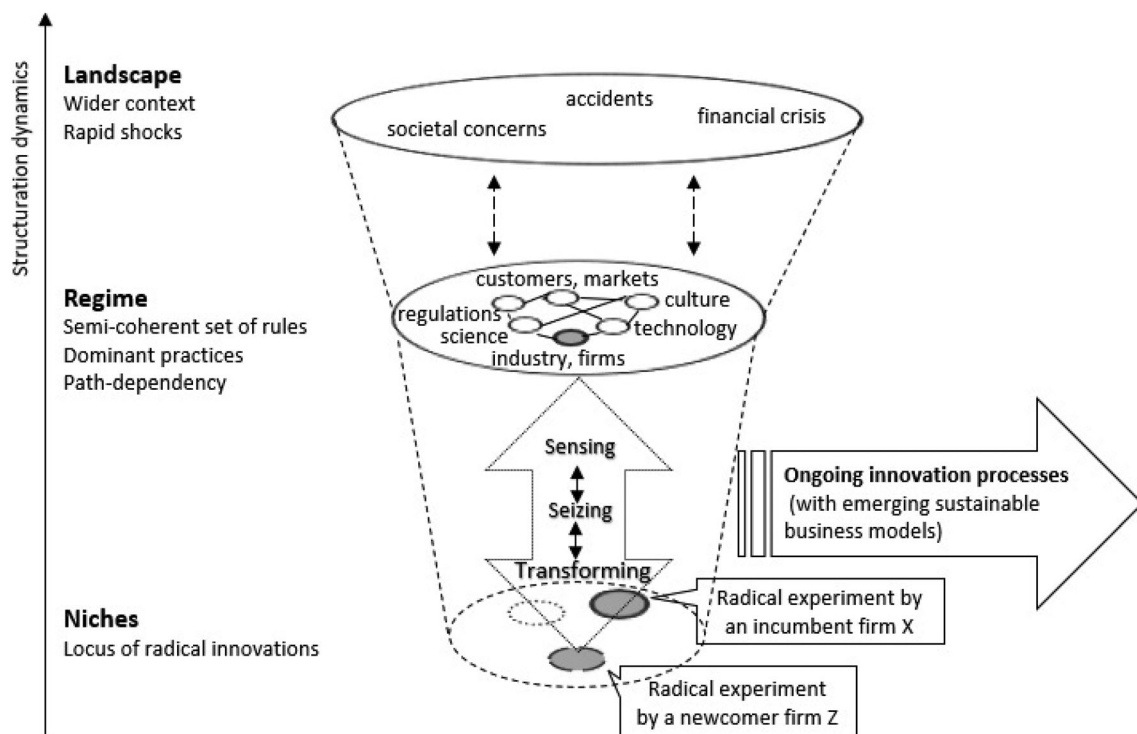 Structuration dynamics
Landscape
Wider context
Rapid shocks
accidents
societal concerns
financial crisis
Regime
Semi-coherent set of rules
Dominant practices
Path-dependency
customers, markets
regulations
culture
science
technology
industry, firms
Sensing
Seizing
Transforming
Ongoing innovation processes
(with emerging sustainable
business models)
Niches
Locus of radical innovations
Radical experiment by
an incumbent firm X
Radical experiment
by a newcomer firm Z